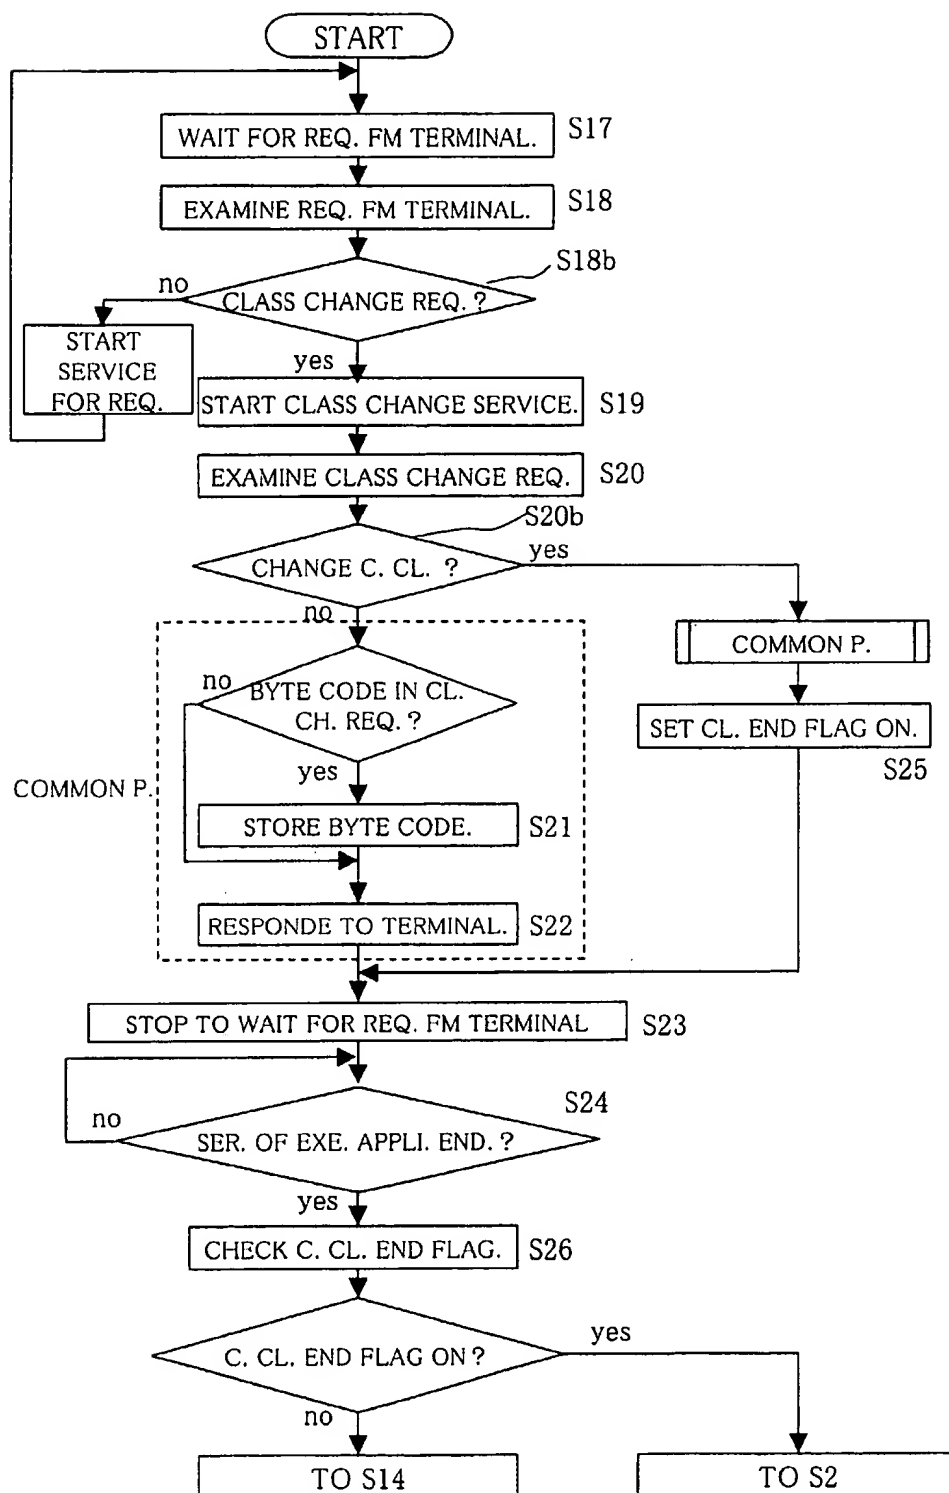 START
WAIT FOR REQ. FM TERMINAL.
S17
EXAMINE REQ. FM TERMINAL.
S18
S18b
no
CLASS CHANGE REQ. ?
START
SERVICE
FOR REQ.
yes
START CLASS CHANGE SERVICE.
S19
EXAMINE CLASS CHANGE REQ.
S20
S20b
CHANGE C. CL. ?
yes
no
COMMON P.
no
BYTE CODE IN CL.
CH. REQ. ?
SET CL. END FLAG ON.
S25
yes
COMMON P.
STORE BYTE CODE.
S21
RESPONDE TO TERMINAL.
S22
STOP TO WAIT FOR REQ. FM TERMINAL
S23
S24
no
SER. OF EXE. APPLI. END. ?
yes
CHECK C. CL. END FLAG.
S26
yes
C. CL. END FLAG ON ?
no
TO S14
TO S2